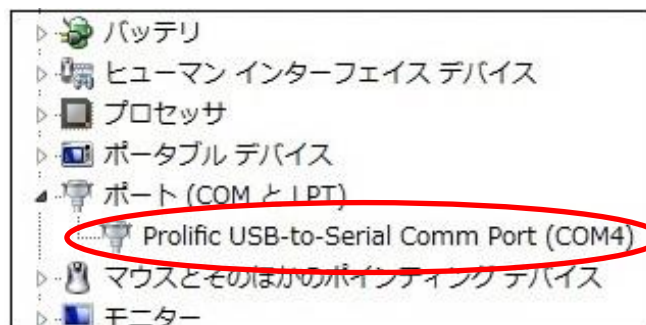 バッテリ
ヒューマン インターフェイス デバイス
プロセッサ
ポータブル デバイス
ポート (COM と LPT)
Prolific USB-to-Serial Comm Port (COM4)
マウスとそのほかのポインティング デバイス
モニター